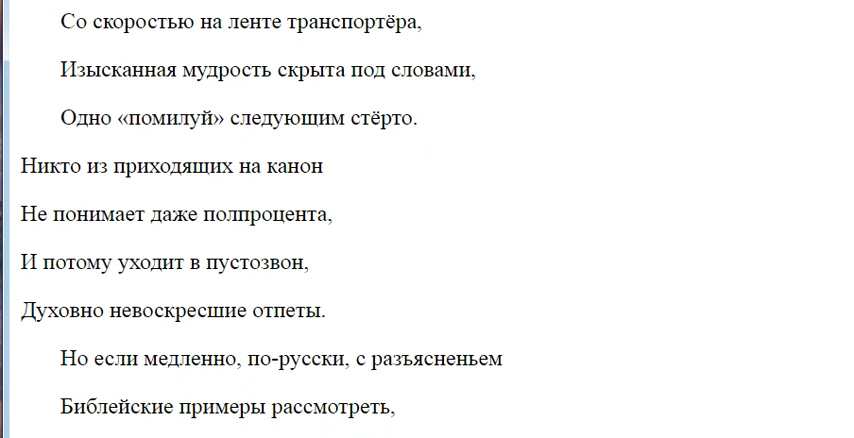 Со скоростью на ленте транспортёра,
Изысканная мудрость скрыта под словами,
Одно «помилуй» следующим стёрто.
Никто из приходящих на канон
Не понимает даже полпроцента,
И потому уходит в пустозвон,
Духовно невоскресшие отпеты.
Но если медленно, по-русски, с разъясненьем
Библейские примеры рассмотреть,